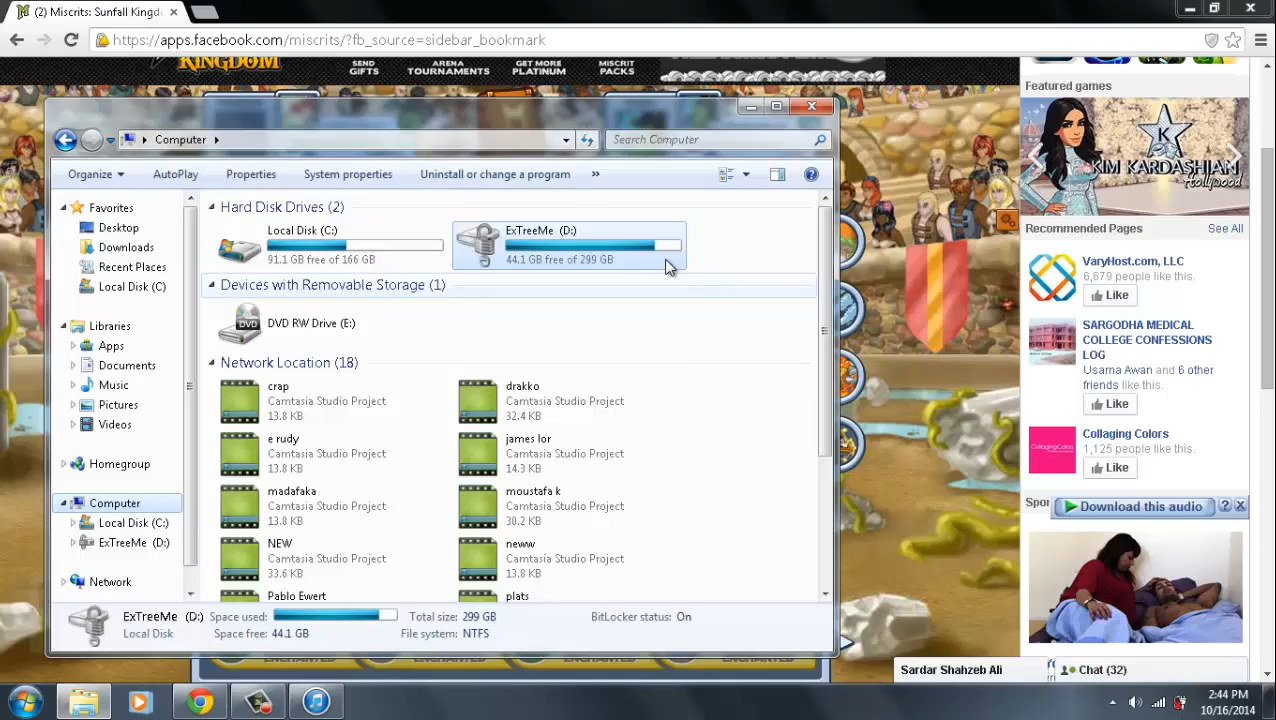 (2) Miscrits: Sunfall Kingd
https://apps.facebook.com/miscrits/?fb_source=sidebar_bookmark
KINGDOM
SEND GIFTS
ARENA TOURNAMENTS
GET MORE PLATINUM
MISCRIT PACKS
Computer
Search Computer
Organize
AutoPlay
Properties
System properties
Uninstall or change a program
»
Favorites
Desktop
Downloads
Recent Places
Local Disk (C)
Libraries
Apps
Documents
Music
Pictures
Videos
Homegroup
Computer
Local Disk (C:)
ExTreeMe (D:)
Network
Hard Disk Drives (2)
Local Disk (C:)
91.1 GB free of 166 GB
ExTreeMe (D:)
44.1 GB free of 299 GB
Devices with Removable Storage (1)
DVD
DVD RW Drive (E:)
Network Location (18)
crap
Camtasia Studio Project
13.8 KB
drakko
Camtasia Studio Project
32.4 KB
e rudy
Camtasia Studio Project
13.8 KB
james lor
Camtasia Studio Project
14.3 KB
madafaka
Camtasia Studio Project
13.8 KB
moustafa k
Camtasia Studio Project
30.2 KB
NEW
Camtasia Studio Project
33.6 KB
neww
Camtasia Studio Project
13.8 KB
Pablo Ewert
plats
ExTreeMe (D:)
Local Disk
Space used:
Space free: 44.1 GB
Total size: 299 GB
File system: NTFS
BitLocker status: On
ENCHANTED
ENCHANTED
ENCHANTED
ENCHANTED
Featured games
K
KIM KARDASHIAN
Hollywood
Recommended Pages
See All
VaryHost.com, LLC
6,679 people like this.
Like
SARGODHA MEDICAL
COLLEGE CONFESSIONS
LOG
Usama Awan and 6 other
friends like this.
Like
Collaging Colors
1,125 people like this.
Like
Spor
Download this audio
?
Sardar Shahzeb Ali
Chat (32)
2:44 PM
10/16/2014